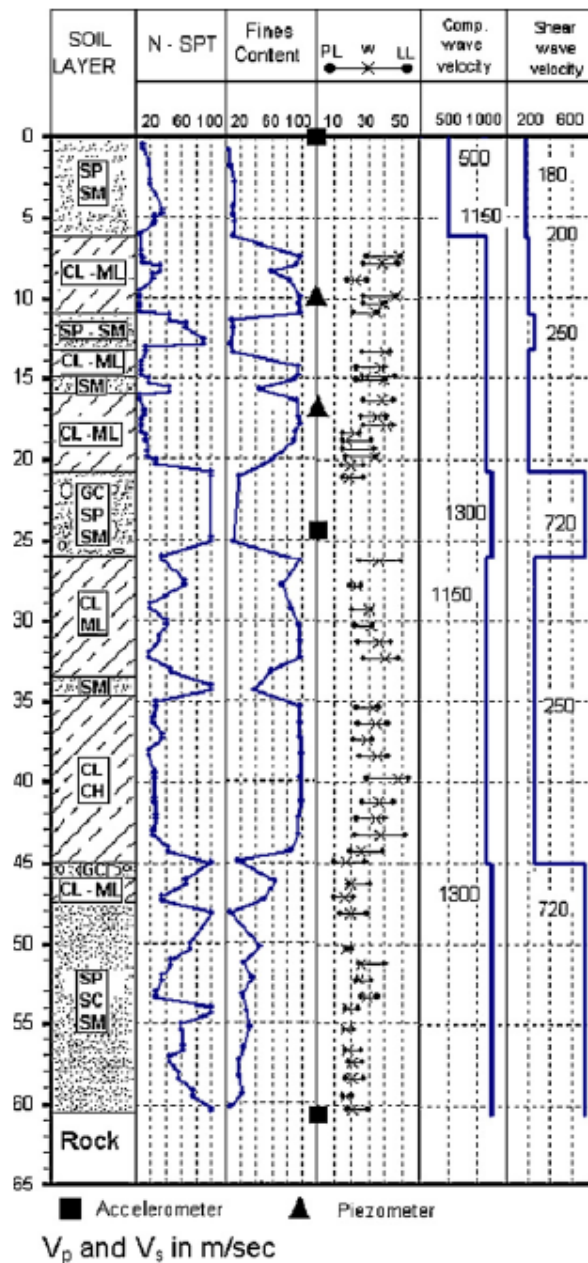 SOIL LAYER
N - SPT
Fines Content
PL w LL
Comp. wave velocity
Shear wave velocity
20 60 100 20 60 100 10 30 50 500 1000 200 600
0
SP
SM
500
180
5
1150
200
CL -ML
10
SP - SM
250
CL -ML
15
SM
CL -ML
20
GC
SP
SM
1300
720
25
CL
ML
1150
30
SM
35
250
CL
CH
40
45
GC
CL -ML
1300
720
50
SP
SC
SM
55
60
Rock
65
Accelerometer Piezometer
Vp and Vs in m/sec